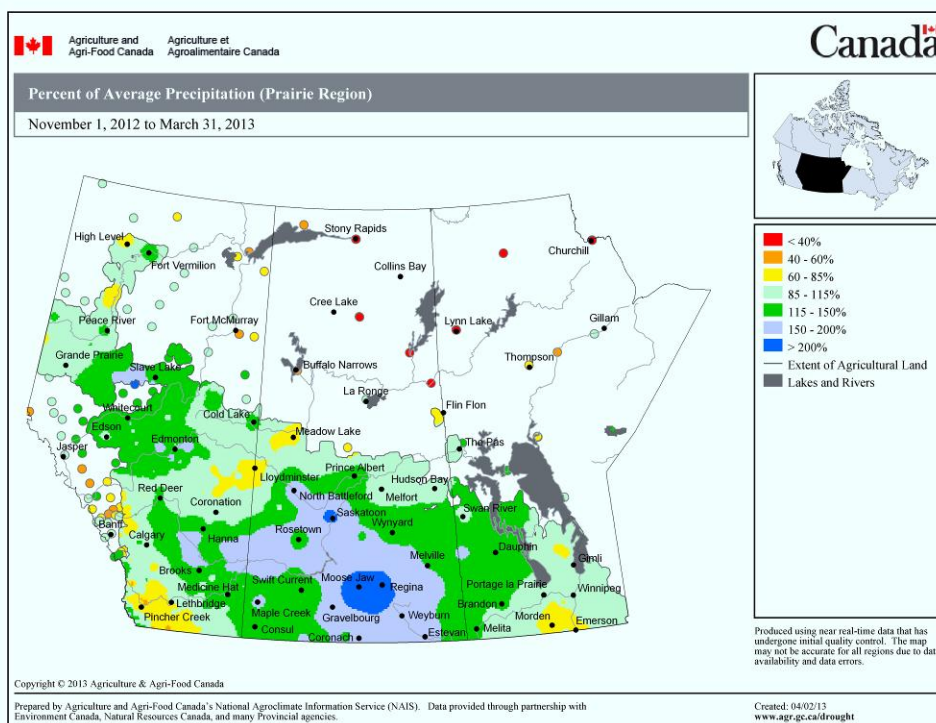 Agriculture and
Agri-Food Canada
Agriculture et
Agroalimentaire Canada
Canada
Percent of Average Precipitation (Prairie Region)
November 1, 2012 to March 31, 2013
Stony Rapids
Churchill
High Level
Fort Vermilion
Collins Bay
Cree Lake
Peace River
Fort McMurray
Lynn Lake
Gillam
Grande Prairie
Slave Lake
Buffalo Narrows
Thompson
La Ronge
Whitecourt
Cold Lake
Flin Flon
Edson
Edmonton
Meadow Lake
The Pas
Jasper
Lloydminster
Prince Albert
Hudson Bay
Red Deer
Coronation
North Battleford
Melfort
Saskatoon
Swan River
Banff
Calgary
Hanna
Rosetown
Wynyard
Dauphin
Gimli
Brooks
Melville
Medicine Hat
Swift Current
Moose Jaw
Regina
Portage la Prairie
Winnipeg
Lethbridge
Pincher Creek
Maple Creek
Gravelbourg
Weyburn
Brandon
Morden
Emerson
Consul
Coronach
Estevan
Melita
< 40%
40 - 60%
60 - 85%
85 - 115%
115 - 150%
150 - 200%
> 200%
Extent of Agricultural Land
Lakes and Rivers
Produced using near real-time data that has
undergone initial quality control. The map
may not be accurate for all regions due to data
availability and data errors.
Copyright © 2013 Agriculture & Agri-Food Canada
Prepared by Agriculture and Agri-Food Canada's National Agroclimate Information Service (NAIS). Data provided through partnership with
Environment Canada, Natural Resources Canada, and many Provincial agencies.
Created: 04/02/13
www.agr.gc.ca/drought